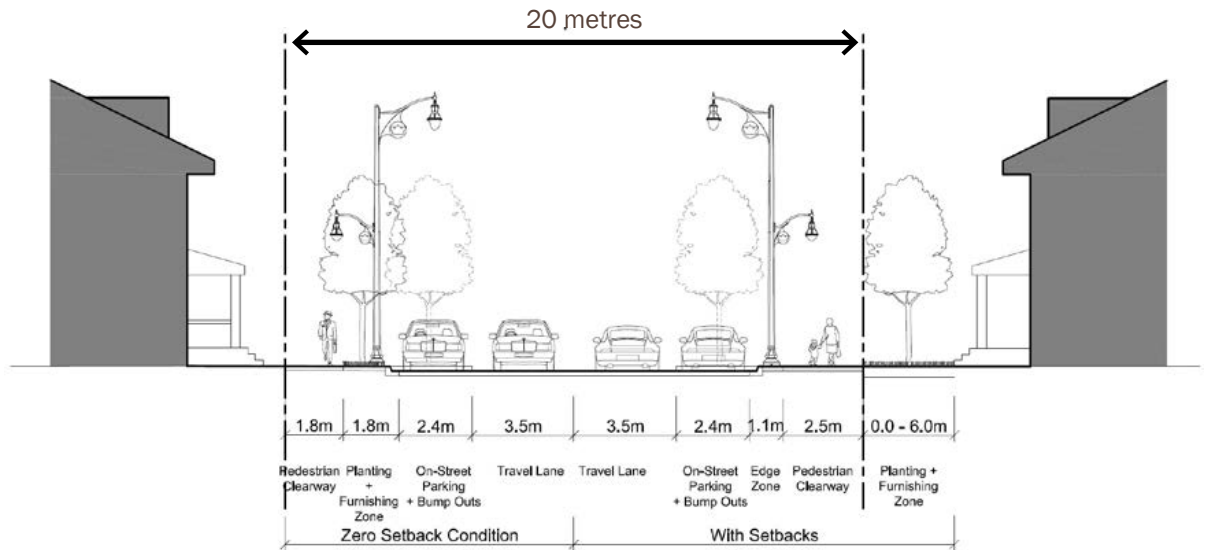 20 metres
1.8m 1.8m 2.4m 3.5m 3.5m 2.4m 1.1m 2.5m 0.0 - 6.0m
Pedestrian
Clearway
Planting
+
Furnishing
Zone
On-Street
Parking
+ Bump Outs
Travel Lane
Travel Lane
On-Street
Parking
+ Bump Outs
Edge
Zone
Pedestrian
Clearway
Planting +
Furnishing
Zone
Zero Setback Condition
With Setbacks